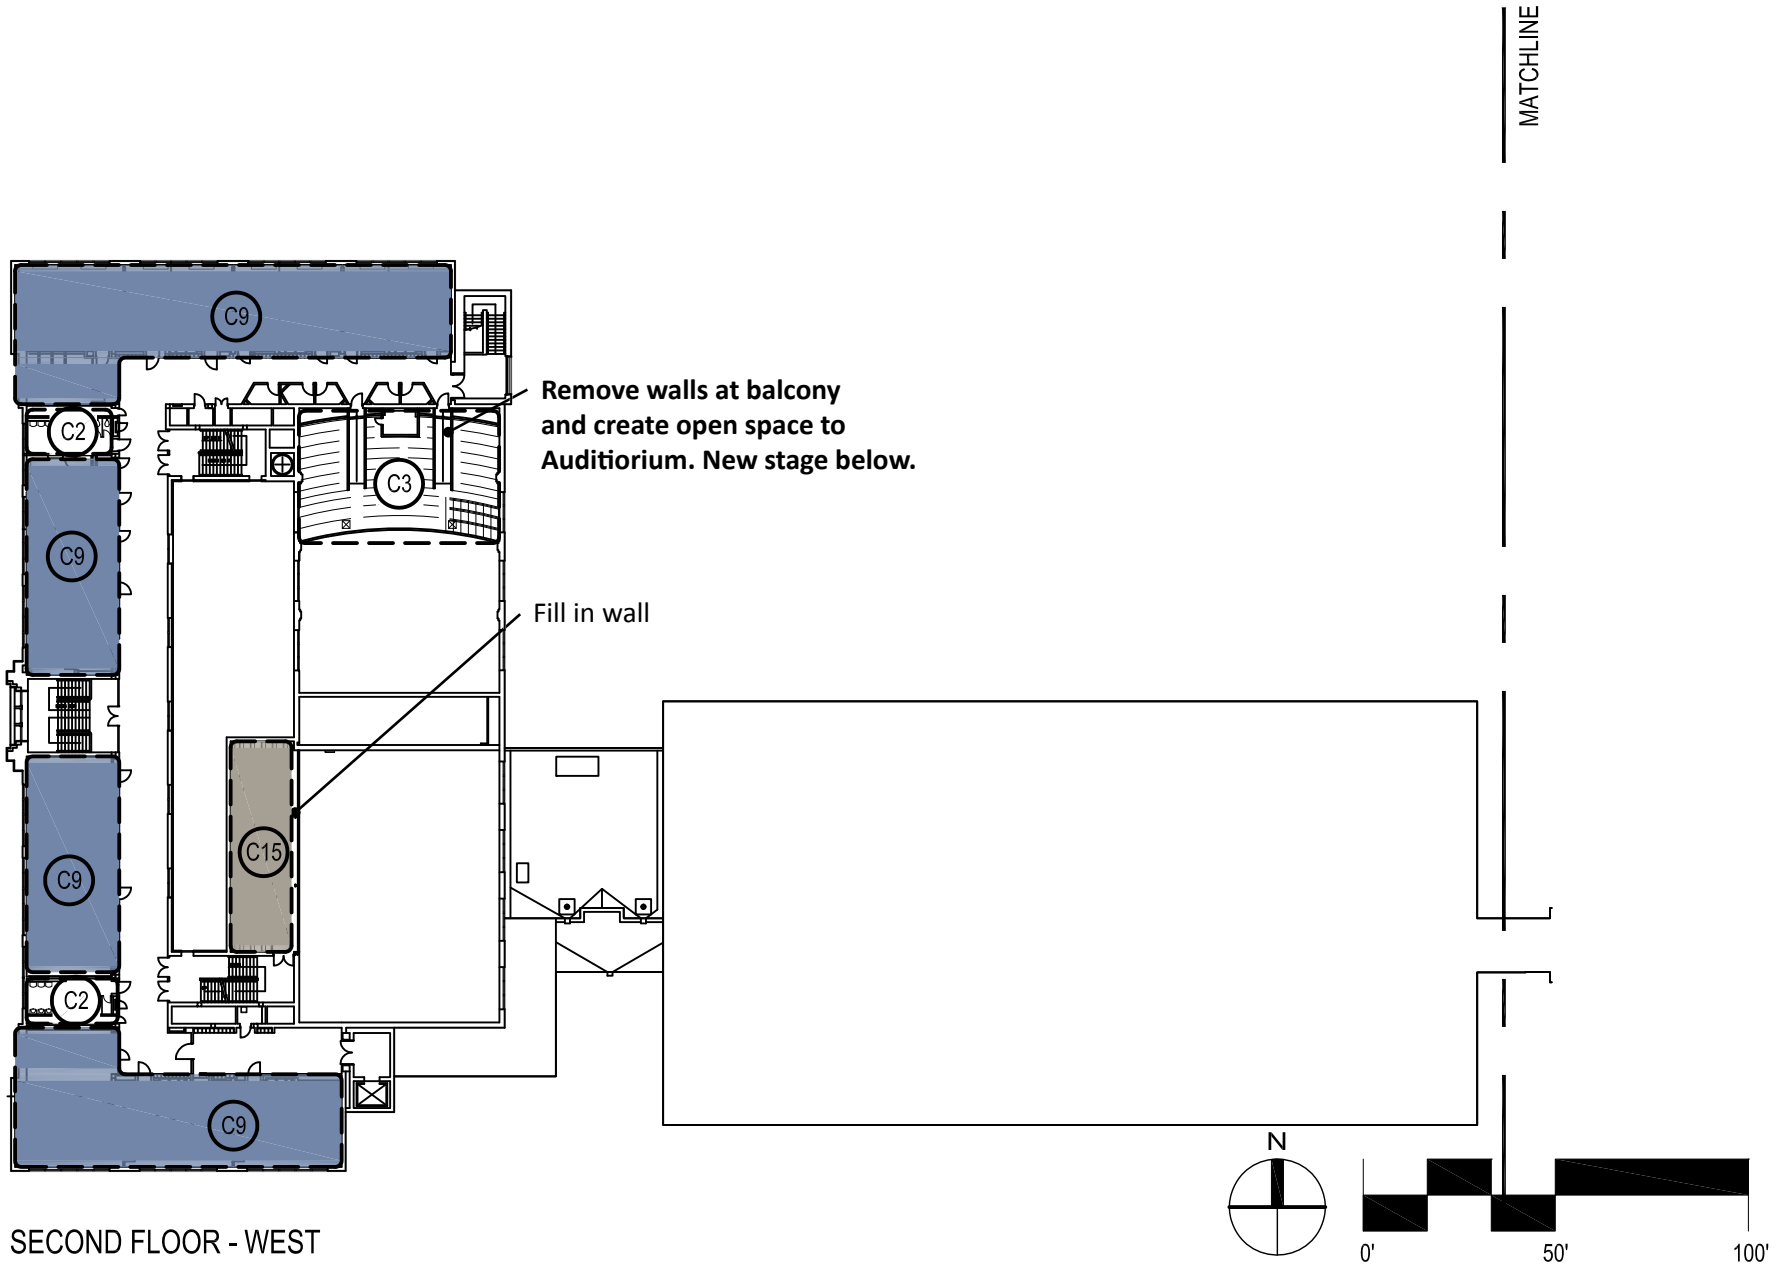 MATCHLINE
C9
Remove walls at balcony
and create open space to
Auditiorium. New stage below.
C2
C3
C9
Fill in wall
C15
C9
C2
C9
N
0'
50'
100'
SECOND FLOOR - WEST